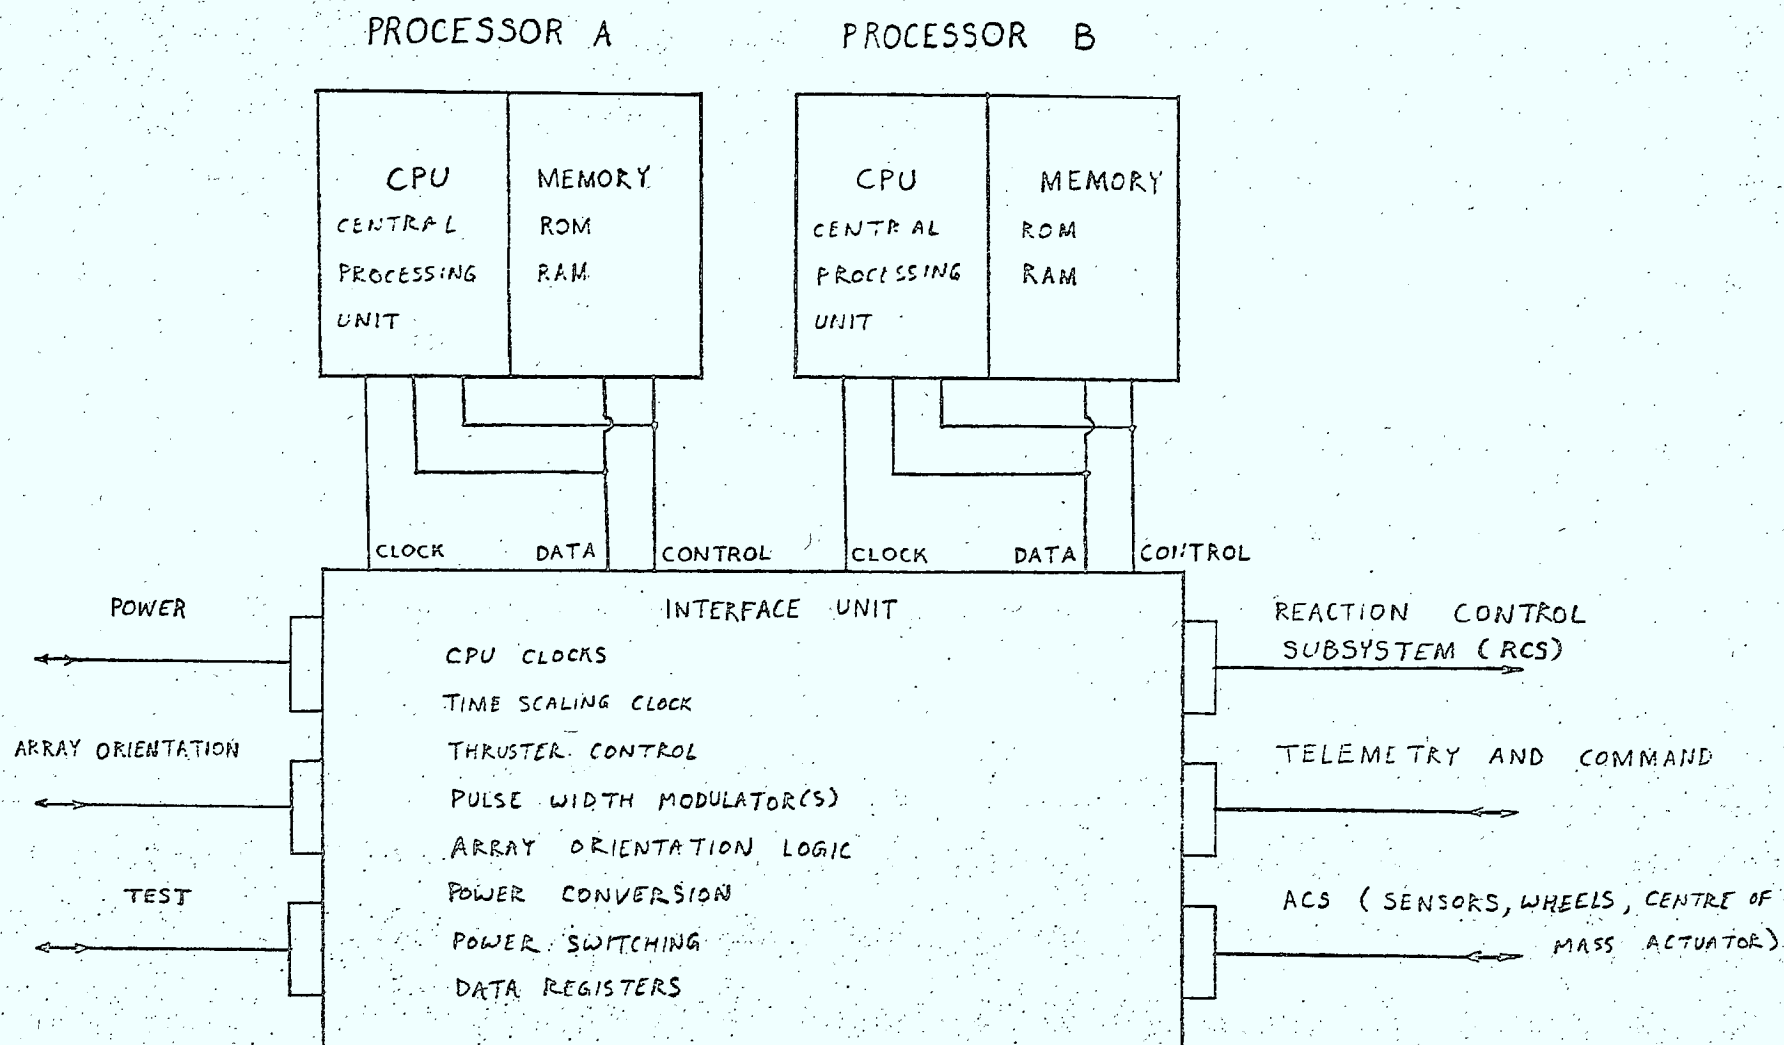 PROCESSOR A
PROCESSOR B
CPU
CENTRAL
PROCESSING
UNIT
MEMORY
ROM
RAM
CPU
CENTRAL
PROCESSING
UNIT
MEMORY
ROM
RAM
CLOCK
DATA
CONTROL
CLOCK
DATA
CONTROL
POWER
ARRAY ORIENTATION
TEST
INTERFACE UNIT
CPU CLOCKS
TIME SCALING CLOCK
THRUSTER CONTROL
PULSE WIDTH MODULATOR(S)
ARRAY ORIENTATION LOGIC
POWER CONVERSION
POWER SWITCHING
DATA REGISTERS
REACTION CONTROL
SUBSYSTEM (RCS)
TELEMETRY AND COMMAND
ACS (SENSORS, WHEELS, CENTRE OF
MASS ACTUATOR)